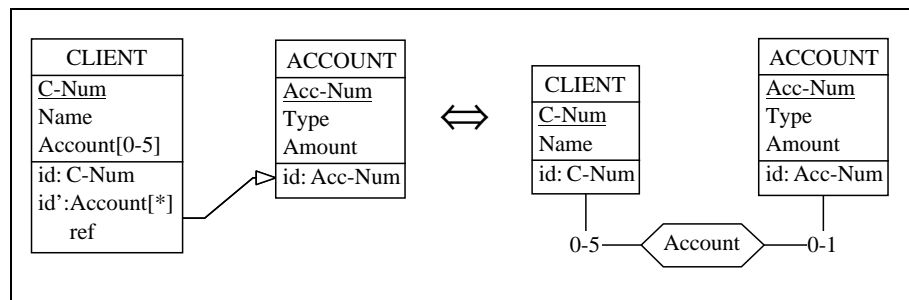 CLIENT
C-Num
Name
Account[0-5]
id: C-Num
id':Account[*]
ref
ACCOUNT
Acc-Num
Type
Amount
id: Acc-Num
⇔
CLIENT
C-Num
Name
id: C-Num
ACCOUNT
Acc-Num
Type
Amount
id: Acc-Num
0-5
Account
0-1